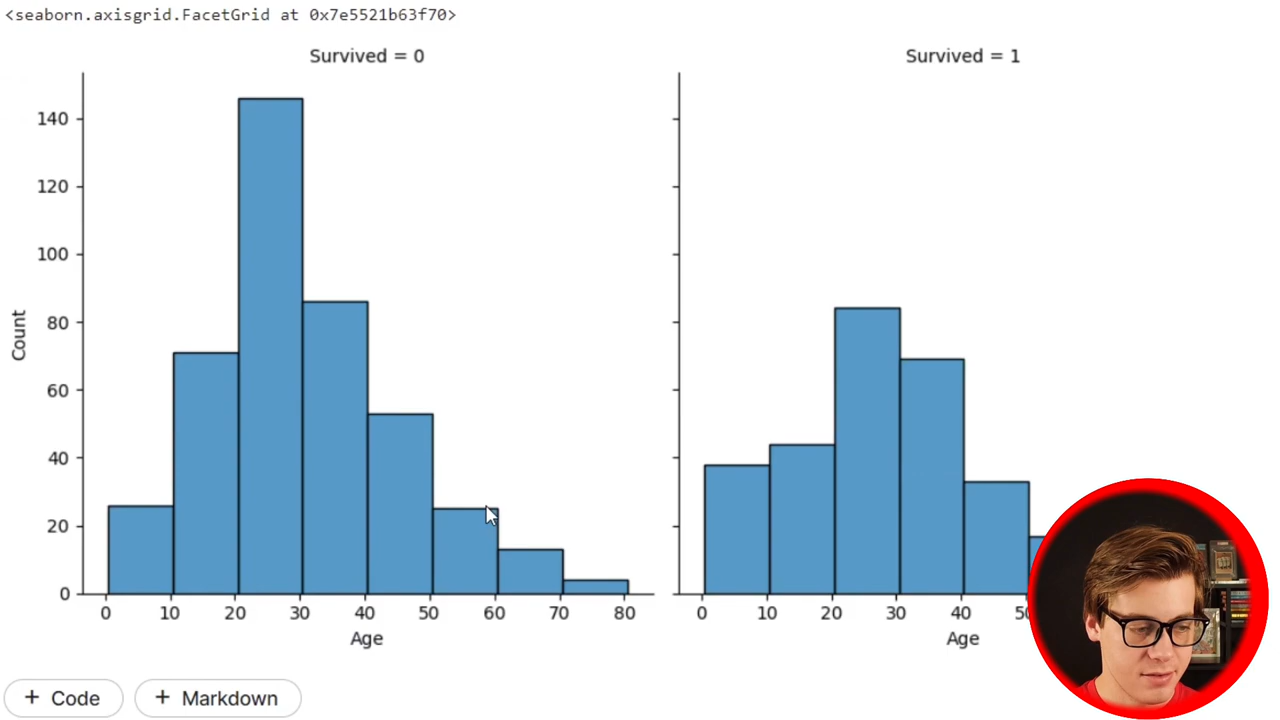 <seaborn.axisgrid.FacetGrid at 0x7e5521b63f70>
Survived = 0
Survived = 1
140
120
100
80
60
40
20
0
Count
0 10 20 30 40 50 60 70 80
0 10 20 30 40
Age
Age
+ Code
+ Markdown